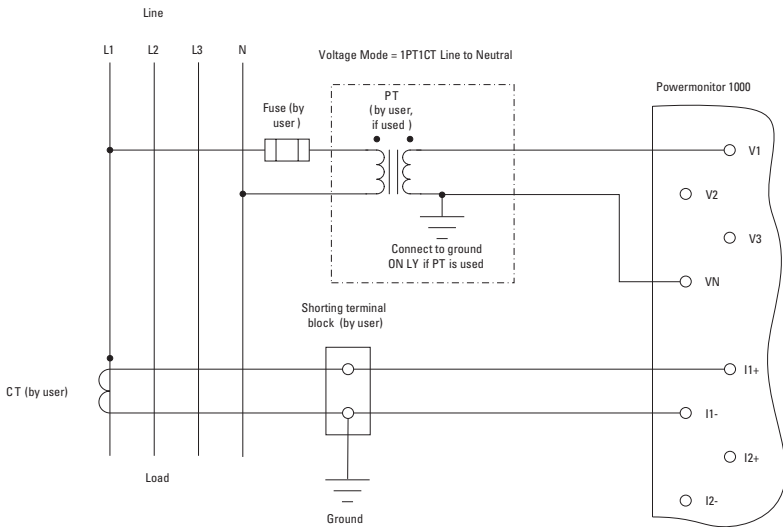 Line
L1 L2 L3 N
Voltage Mode = 1PT1CT Line to Neutral
Powermonitor 1000
Fuse (by
user )
PT
(by user,
if used )
V1
V2
V3
VN
Connect to ground
ON LY if PT is used
Shorting terminal
block (by user)
C T (by user)
I1+
I1-
I2+
I2-
Load
Ground